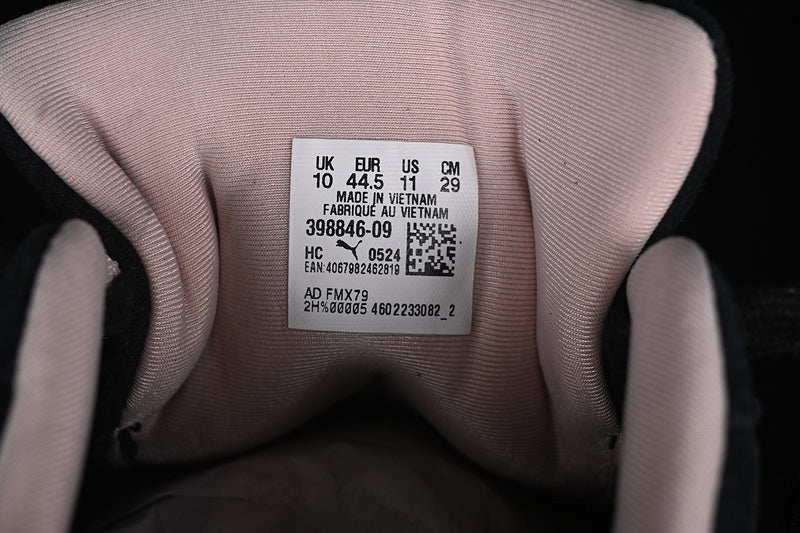 UK EUR US CM
10 44.5 11 29
MADE IN VIETNAM
FABRIQUÉ AU VIETNAM
398846-09
HC 0524
EAN:4067982462819
AD FMX79
2H%00005 4602233082_2